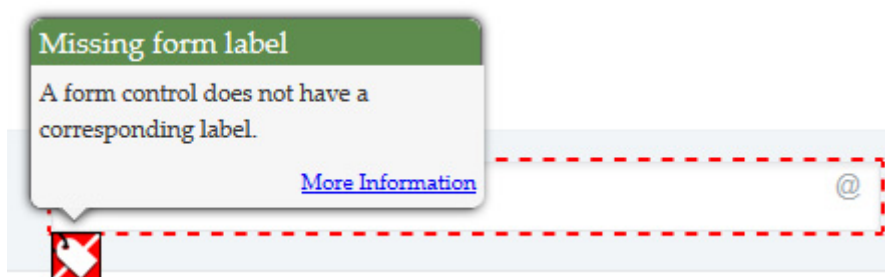 Missing form label
A form control does not have a
corresponding label.
More Information
@